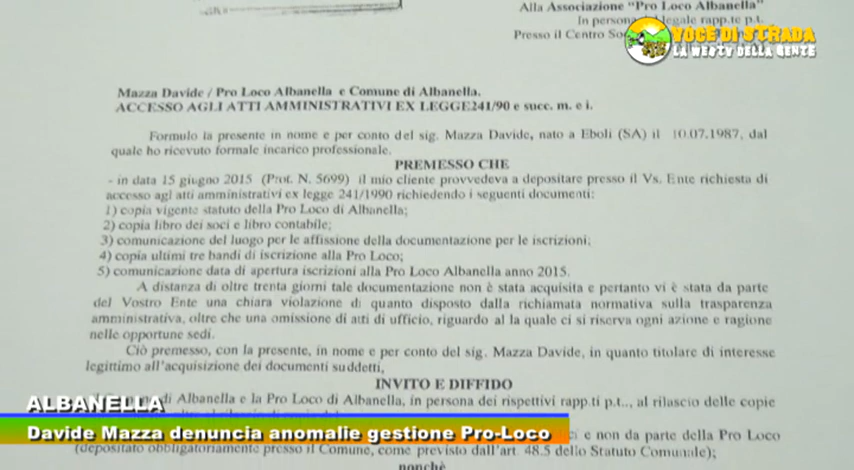 Alla Associazione "Pro Loco Albanella"
In persona legale rapp.te p.t.
Presso il Centro
VOCE DI STRADA
LA WEBTV DELLA GENTE
Mazza Davide / Pro Loco Albanella e Comune di Albanella.
ACCESSO AGLI ATTI AMMINISTRATIVI EX LEGGE241/90 e succ. m. e i.
Formulo la presente in nome e per conto del sig. Mazza Davide, nato a Eboli (SA) il 10.07.1987, dal
quale ho ricevuto formale incarico professionale.
PREMESSO CHE
- in data 15 giugno 2015 (Prot. N. 5699) il mio cliente provvedeva a depositare presso il Vs. Ente richiesta di
accesso agl atti amministrativi ex legge 241/1990 richiedendo i seguenti documenti:
1) copia vigente statuto della Pro Loco di Albanella;
2) copia libro dei soci e libro contabile;
3) comunicazione del luogo per le affissione della documentazione per le iscrizioni;
4) copia ultimi tre bandi di iscrizione alla Pro Loco;
5) comunicazione data di apertura iscrizioni alla Pro Loco Albanella anno 2015.
A distanza di oltre trenta giorni tale documentazione non è stata acquisita e pertanto vi è stata da parte
del Vostro Ente una chiara violazione di quanto disposto dalla richiamata normativa sulla trasparenza
amministrativa, oltre che una omissione di atti di ufficio, riguardo al la quale ci si riserva ogni azione e ragione
nelle opportune sedi.
Ciò premesso, con la presente, in nome e per conto del sig. Mazza Davide, in quanto titolare di interesse
legittimo all'acquisizione dei documenti suddetti,
INVITO E DIFFIDO
di Albanella e la Pro Loco di Albanella, in persona dei rispettivi rapp.ti p.t.., al rilascio delle copie
ALBANELLA
Davide Mazza denuncia anomalie gestione Pro-Loco
e non da parte della Pro Loco
(depositato obbligatoriamente presso il Comune, come previsto dall'art. 48.5 dello Statuto Comunale);
nonchè